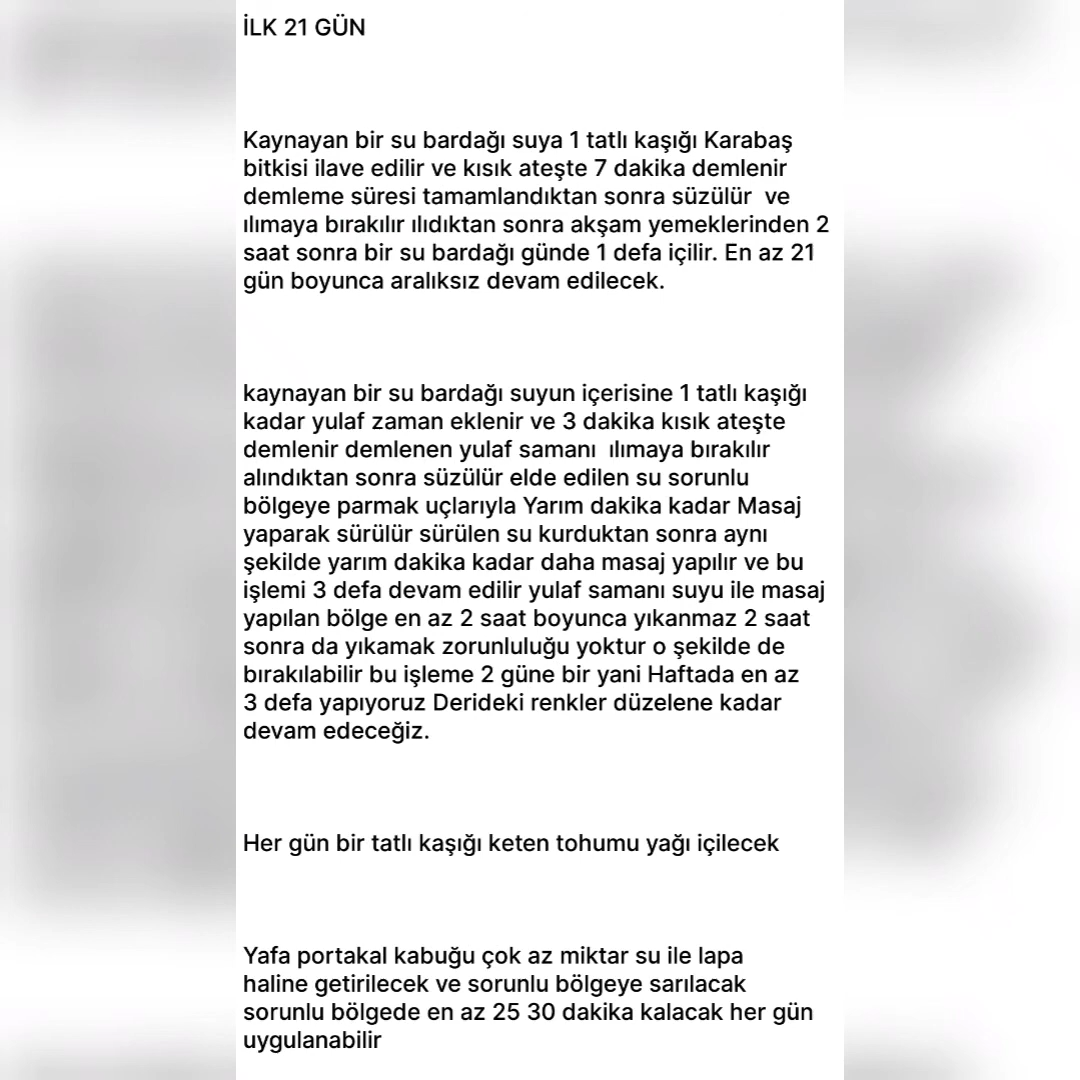 İLK 21 GÜN
Kaynayan bir su bardağı suya 1 tatlı kaşığı Karabaş
bitkisi ilave edilir ve kısık ateşte 7 dakika demlenir
demleme süresi tamamlandıktan sonra süzülür  ve
ılımaya bırakılır ılıdıktan sonra akşam yemeklerinden 2
saat sonra bir su bardağı günde 1 defa içilir. En az 21
gün boyunca aralıksız devam edilecek.
kaynayan bir su bardağı suyun içerisine 1 tatlı kaşığı
kadar yulaf zaman eklenir ve 3 dakika kısık ateşte
demlenir demlenen yulaf samanı  ılımaya bırakılır
alındıktan sonra süzülür elde edilen su sorunlu
bölgeye parmak uçlarıyla Yarım dakika kadar Masaj
yaparak sürülür sürülen su kurduktan sonra aynı
şekilde yarım dakika kadar daha masaj yapılır ve bu
işlemi 3 defa devam edilir yulaf samanı suyu ile masaj
yapılan bölge en az 2 saat boyunca yıkanmaz 2 saat
sonra da yıkamak zorunluluğu yoktur o şekilde de
bırakılabilir bu işleme 2 güne bir yani Haftada en az
3 defa yapıyoruz Derideki renkler düzelene kadar
devam edeceğiz.
Her gün bir tatlı kaşığı keten tohumu yağı içilecek
Yafa portakal kabuğu çok az miktar su ile lapa
haline getirilecek ve sorunlu bölgeye sarılacak
sorunlu bölgede en az 25 30 dakika kalacak her gün
uygulanabilir